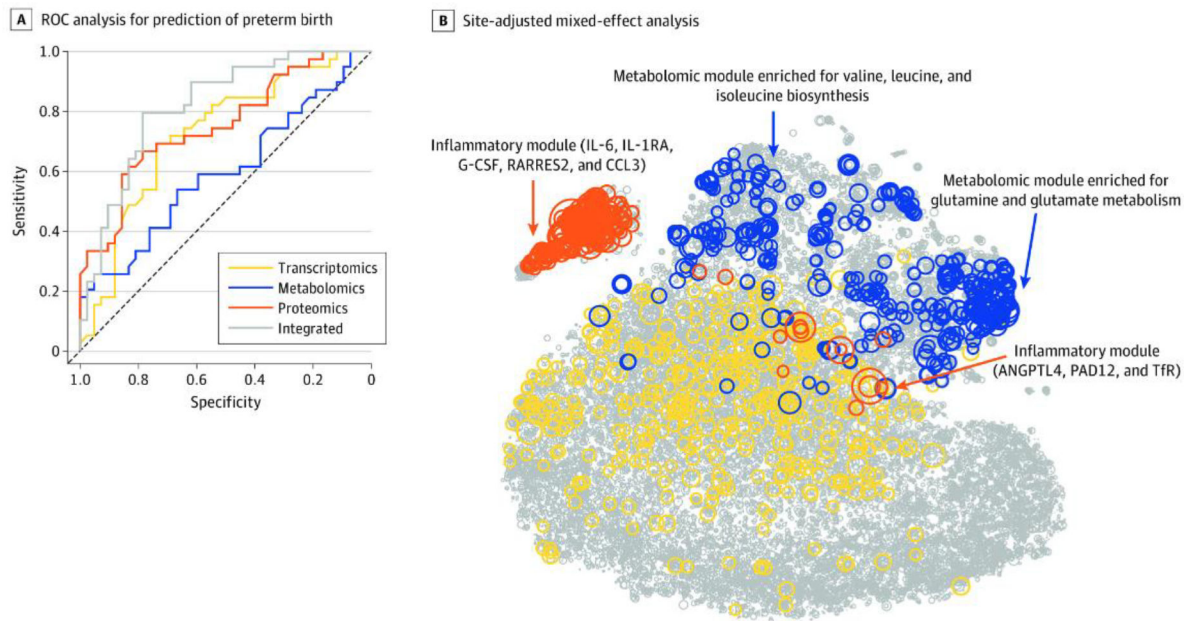 A ROC analysis for prediction of preterm birth
1.0
0.8
0.6
0.4
0.2
0
Sensitivity
Transcriptomics
Metabolomics
Proteomics
Integrated
1.0 0.8 0.6 0.4 0.2 0
Specificity
B Site-adjusted mixed-effect analysis
Metabolomic module enriched for valine, leucine, and
isoleucine biosynthesis
Inflammatory module (IL-6, IL-1RA,
G-CSF, RARRES2, and CCL3)
Metabolomic module enriched for
glutamine and glutamate metabolism
Inflammatory module
(ANGPTL4, PAD12, and TfR)